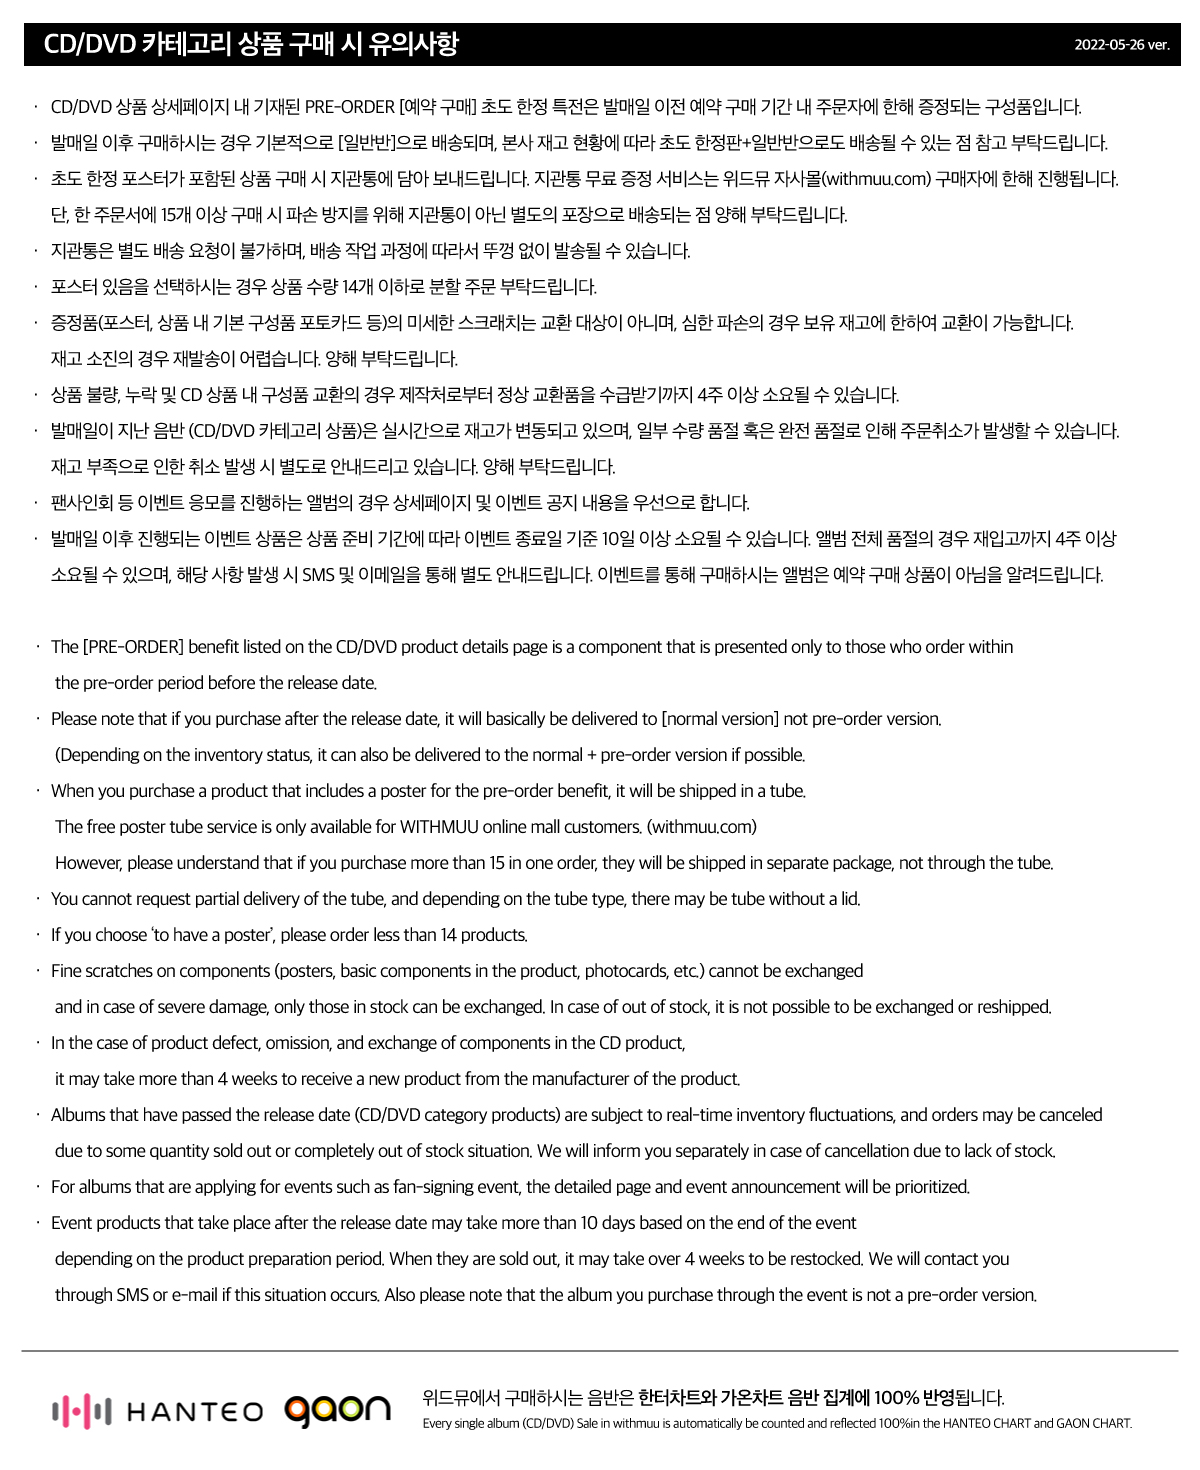 CD/DVD 카테고리 상품 구매 시 유의사항
2022-05-26 ver.
· CD/DVD 상품 상세페이지 내 기재된 PRE-ORDER [예약 구매] 초도 한정 특전은 발매일 이전 예약 구매 기간 내 주문자에 한해 증정되는 구성품입니다.
· 발매일 이후 구매하시는 경우 기본적으로 [일반반]으로 배송되며, 본사 재고 현황에 따라 초도 한정판+일반반으로도 배송될 수 있는 점 참고 부탁드립니다.
· 초도 한정 포스터가 포함된 상품 구매 시 지관통에 담아 보내드립니다. 지관통 무료 증정 서비스는 위드뮤 자사몰(withmuu.com) 구매자에 한해 진행됩니다.
단, 한 주문서에 15개 이상 구매 시 파손 방지를 위해 지관통이 아닌 별도의 포장으로 배송되는 점 양해 부탁드립니다.
· 지관통은 별도 배송 요청이 불가하며, 배송 작업 과정에 따라서 뚜껑 없이 발송될 수 있습니다.
· 포스터 있음을 선택하시는 경우 상품 수량 14개 이하로 분할 주문 부탁드립니다.
· 증정품(포스터, 상품 내 기본 구성품 포토카드 등)의 미세한 스크래치는 교환 대상이 아니며, 심한 파손의 경우 보유 재고에 한하여 교환이 가능합니다.
재고 소진의 경우 재발송이 어렵습니다. 양해 부탁드립니다.
· 상품 불량, 누락 및 CD 상품 내 구성품 교환의 경우 제작처로부터 정상 교환품을 수급받기까지 4주 이상 소요될 수 있습니다.
· 발매일이 지난 음반 (CD/DVD 카테고리 상품)은 실시간으로 재고가 변동되고 있으며, 일부 수량 품절 혹은 완전 품절로 인해 주문취소가 발생할 수 있습니다.
재고 부족으로 인한 취소 발생 시 별도로 안내드리고 있습니다. 양해 부탁드립니다.
· 팬사인회 등 이벤트 응모를 진행하는 앨범의 경우 상세페이지 및 이벤트 공지 내용을 우선으로 합니다.
· 발매일 이후 진행되는 이벤트 상품은 상품 준비 기간에 따라 이벤트 종료일 기준 10일 이상 소요될 수 있습니다. 앨범 전체 품절의 경우 재입고까지 4주 이상
소요될 수 있으며, 해당 사항 발생 시 SMS 및 이메일을 통해 별도 안내드립니다. 이벤트를 통해 구매하시는 앨범은 예약 구매 상품이 아님을 알려드립니다.
· The [PRE-ORDER] benefit listed on the CD/DVD product details page is a component that is presented only to those who order within
the pre-order period before the release date.
· Please note that if you purchase after the release date, it will basically be delivered to [normal version] not pre-order version.
(Depending on the inventory status, it can also be delivered to the normal + pre-order version if possible.
· When you purchase a product that includes a poster for the pre-order benefit, it will be shipped in a tube.
The free poster tube service is only available for WITHMUU online mall customers. (withmuu.com)
However, please understand that if you purchase more than 15 in one order, they will be shipped in separate package, not through the tube.
· You cannot request partial delivery of the tube, and depending on the tube type, there may be tube without a lid.
· If you choose ‘to have a poster’, please order less than 14 products.
· Fine scratches on components (posters, basic components in the product, photocards, etc.) cannot be exchanged
and in case of severe damage, only those in stock can be exchanged. In case of out of stock, it is not possible to be exchanged or reshipped.
· In the case of product defect, omission, and exchange of components in the CD product,
it may take more than 4 weeks to receive a new product from the manufacturer of the product.
· Albums that have passed the release date (CD/DVD category products) are subject to real-time inventory fluctuations, and orders may be canceled
due to some quantity sold out or completely out of stock situation. We will inform you separately in case of cancellation due to lack of stock.
· For albums that are applying for events such as fan-signing event, the detailed page and event announcement will be prioritized.
· Event products that take place after the release date may take more than 10 days based on the end of the event
depending on the product preparation period. When they are sold out, it may take over 4 weeks to be restocked. We will contact you
through SMS or e-mail if this situation occurs. Also please note that the album you purchase through the event is not a pre-order version.
HANTEO gaon
위드뮤에서 구매하시는 음반은 한터차트와 가온차트 음반 집계에 100% 반영됩니다.
Every single album (CD/DVD) Sale in withmuu is automatically be counted and reflected 100%in the HANTEO CHART and GAON CHART.